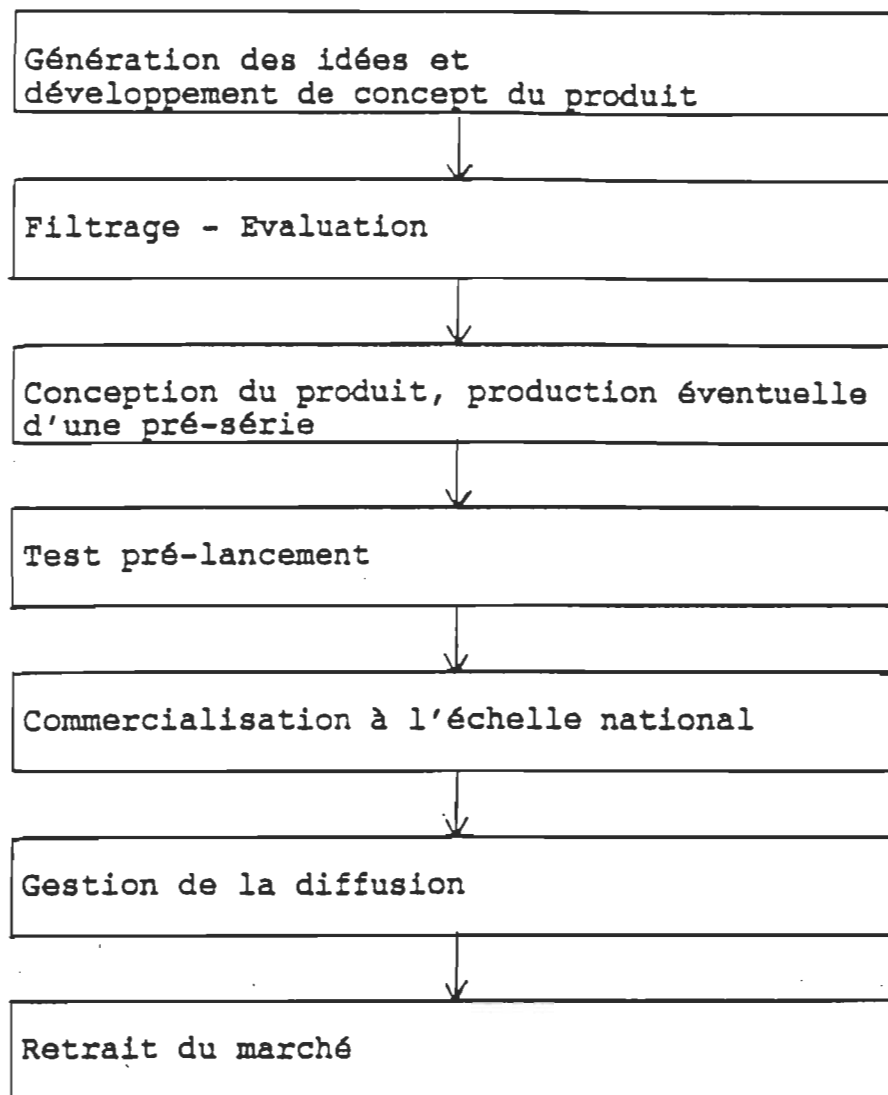 Génération des idées et
développement de concept du produit
Filtrage - Evaluation
Conception du produit, production éventuelle
d'une pré-série
Test pré-lancement
Commercialisation à l'échelle national
Gestion de la diffusion
Retrait du marché